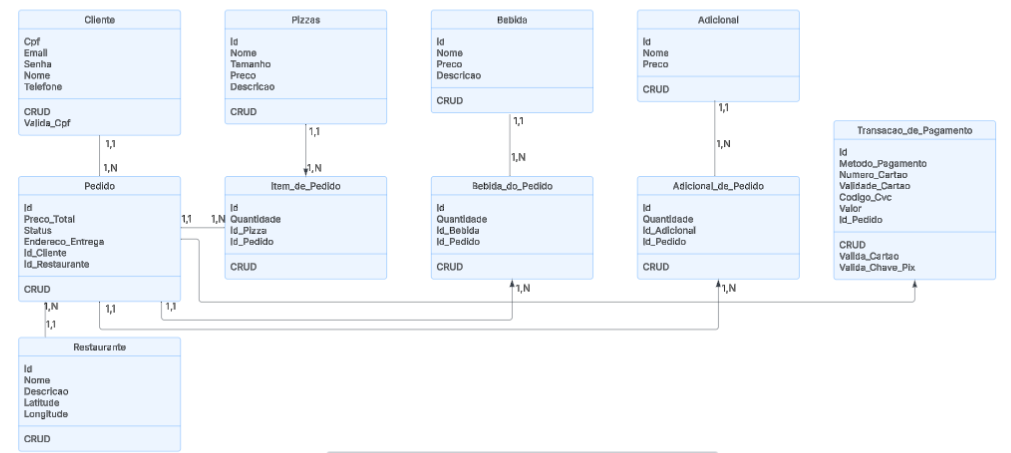 Cliente
Cpf
Email
Senha
Nome
Telefone
CRUD
Valida_Cpf
Pizzas
Id
Nome
Tamanho
Preco
Descricao
CRUD
Bebida
Id
Nome
Preco
Descricao
CRUD
Adicional
Id
Nome
Preco
CRUD
1,1
1,N
1,1
1,N
1,1
1,N
1,1
1,N
Transacao_de_Pagamento
Id
Metodo_Pagamento
Numero_Cartao
Validade_Cartao
Codigo_Cvc
Valor
Id_Pedido
CRUD
Valida_Cartao
Valida_Chave_Pix
Pedido
Id
Preco_Total
Status
Endereco_Entrega
Id_Cliente
Id_Restaurante
CRUD
1,1
1,N
Item_de_Pedido
Id
Quantidade
Id_Pizza
Id_Pedido
CRUD
Bebida_do_Pedido
Id
Quantidade
Id_Bebida
Id_Pedido
CRUD
Adicional_de_Pedido
Id
Quantidade
Id_Adicional
Id_Pedido
CRUD
1,N
1,N
1,N
1,1
1,1
1,1
Restaurante
Id
Nome
Descricao
Latitude
Longitude
CRUD